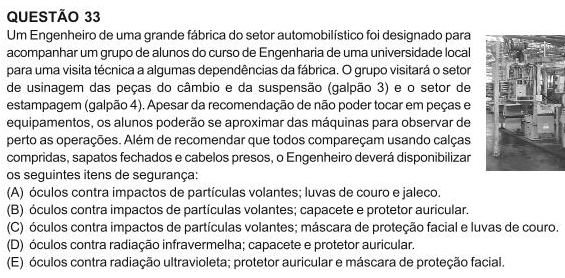 QUESTÃO 33
Um Engenheiro de uma grande fábrica do setor automobilístico foi designado para
acompanhar um grupo de alunos do curso de Engenharia de uma universidade local
para uma visita técnica a algumas dependências da fábrica. O grupo visitará o setor
de usinagem das peças do câmbio e da suspensão (galpão 3) e o setor de
estampagem (galpão 4). Apesar da recomendação de não poder tocar em peças e
equipamentos, os alunos poderão se aproximar das máquinas para observar de
perto as operações. Além de recomendar que todos compareçam usando calças
compridas, sapatos fechados e cabelos presos, o Engenheiro deverá disponibilizar
os seguintes itens de segurança:
(A) óculos contra impactos de partículas volantes; luvas de couro e jaleco.
(B) óculos contra impactos de partículas volantes; capacete e protetor auricular.
(C) óculos contra impactos de partículas volantes; máscara de proteção facial e luvas de couro.
(D) óculos contra radiação infravermelha; capacete e protetor auricular.
(E) óculos contra radiação ultravioleta; protetor auricular e máscara de proteção facial.